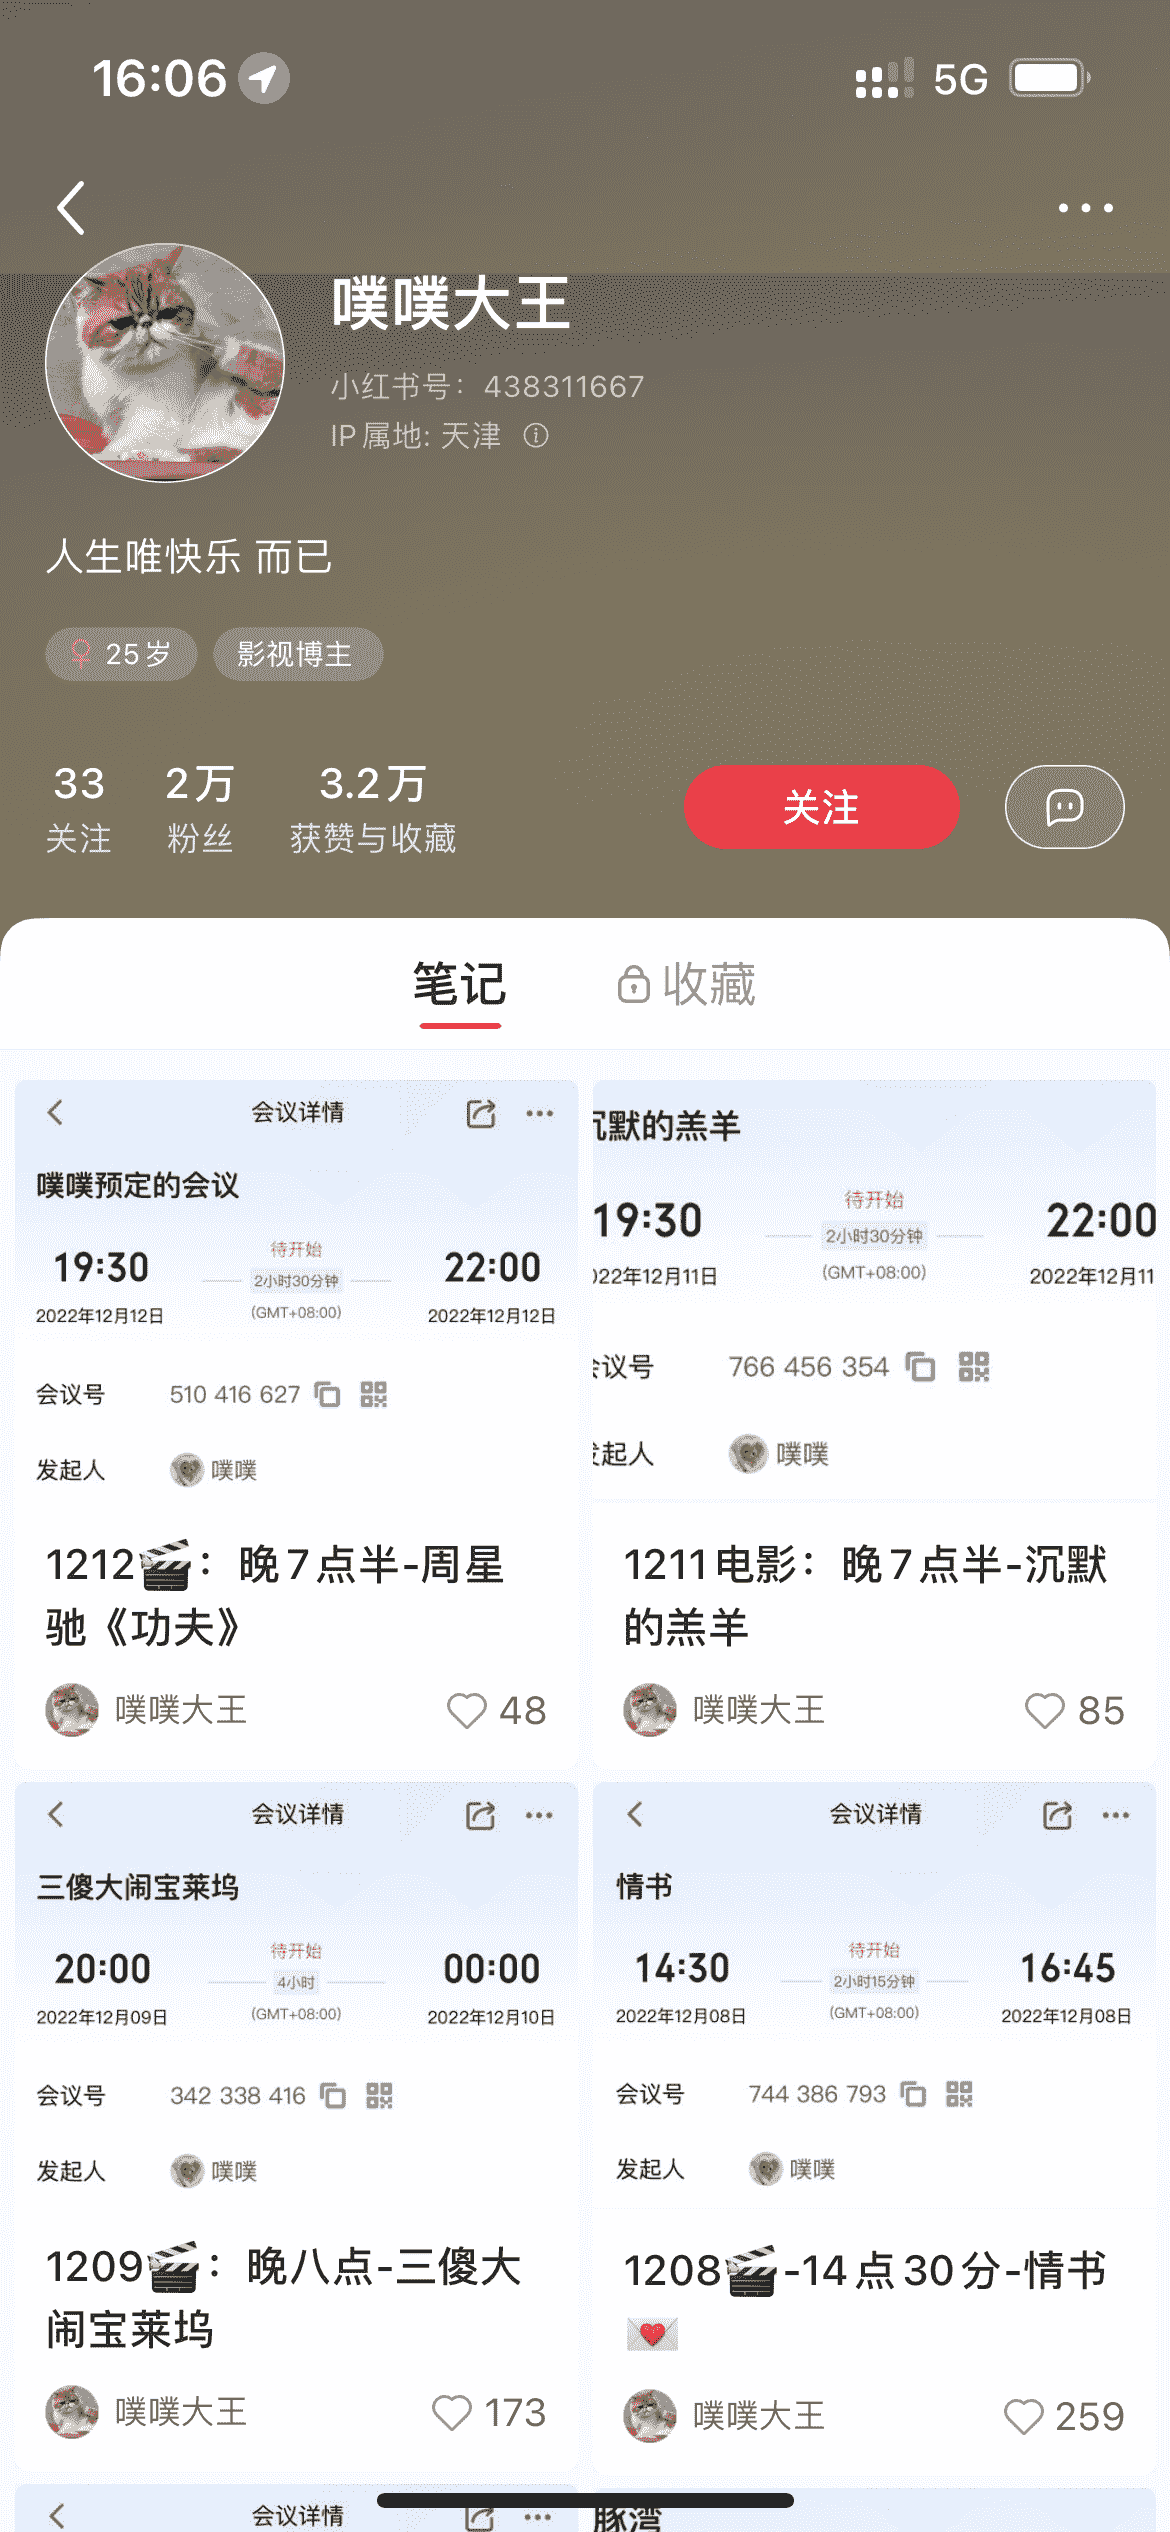 16:06
5G
噗噗大王
小红书号：438311667
IP属地: 天津
人生唯快乐 而已
25岁
影视博主
33
关注
2万
粉丝
3.2万
获赞与收藏
关注
笔记
收藏
会议详情
噗噗预定的会议
19:30
待开始
2小时30分钟
22:00
2022年12月12日
(GMT+08:00)
2022年12月12日
会议号
510 416 627
发起人
噗噗
1212🎬：晚7点半-周星
驰《功夫》
噗噗大王
48
沉默的羔羊
19:30
待开始
2小时30分钟
22:00
022年12月11日
(GMT+08:00)
2022年12月11
会议号
766 456 354
发起人
噗噗
1211电影：晚7点半-沉默
的羔羊
噗噗大王
85
会议详情
三傻大闹宝莱坞
20:00
待开始
4小时
00:00
2022年12月09日
(GMT+08:00)
2022年12月10日
会议号
342 338 416
发起人
噗噗
1209🎬：晚八点-三傻大
闹宝莱坞
噗噗大王
173
会议详情
情书
14:30
待开始
2小时15分钟
16:45
2022年12月08日
(GMT+08:00)
2022年12月08日
会议号
744 386 793
发起人
噗噗
1208🎬-14点30分-情书
💌
噗噗大王
259
会议详情
豚湾